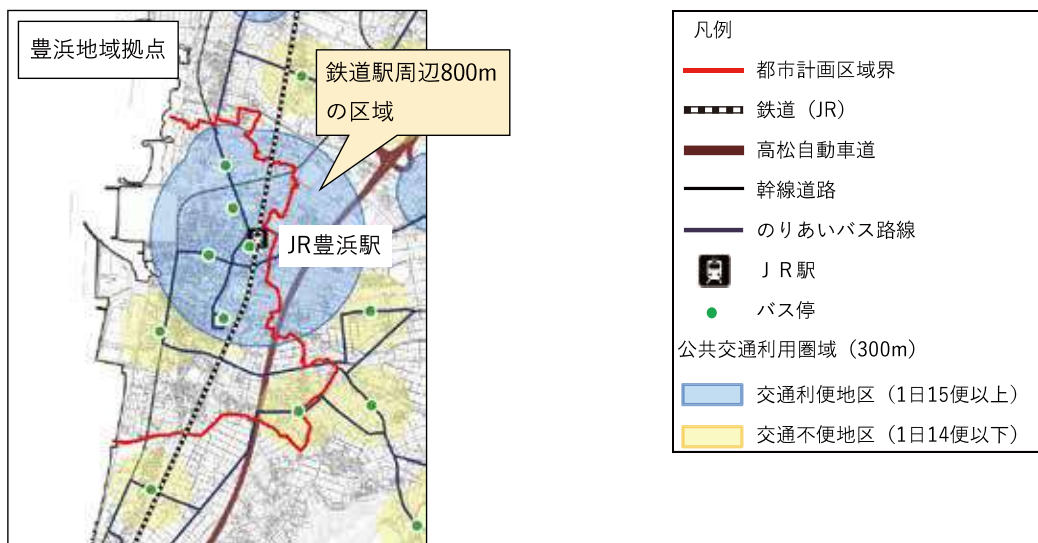 豊浜地域拠点
鉄道駅周辺800m
の区域
JR豊浜駅
凡例
都市計画区域界
鉄道（JR）
高松自動車道
幹線道路
のりあいバス路線
ＪＲ駅
バス停
公共交通利用圏域（300m）
交通利便地区（1日15便以上）
交通不便地区（1日14便以下）